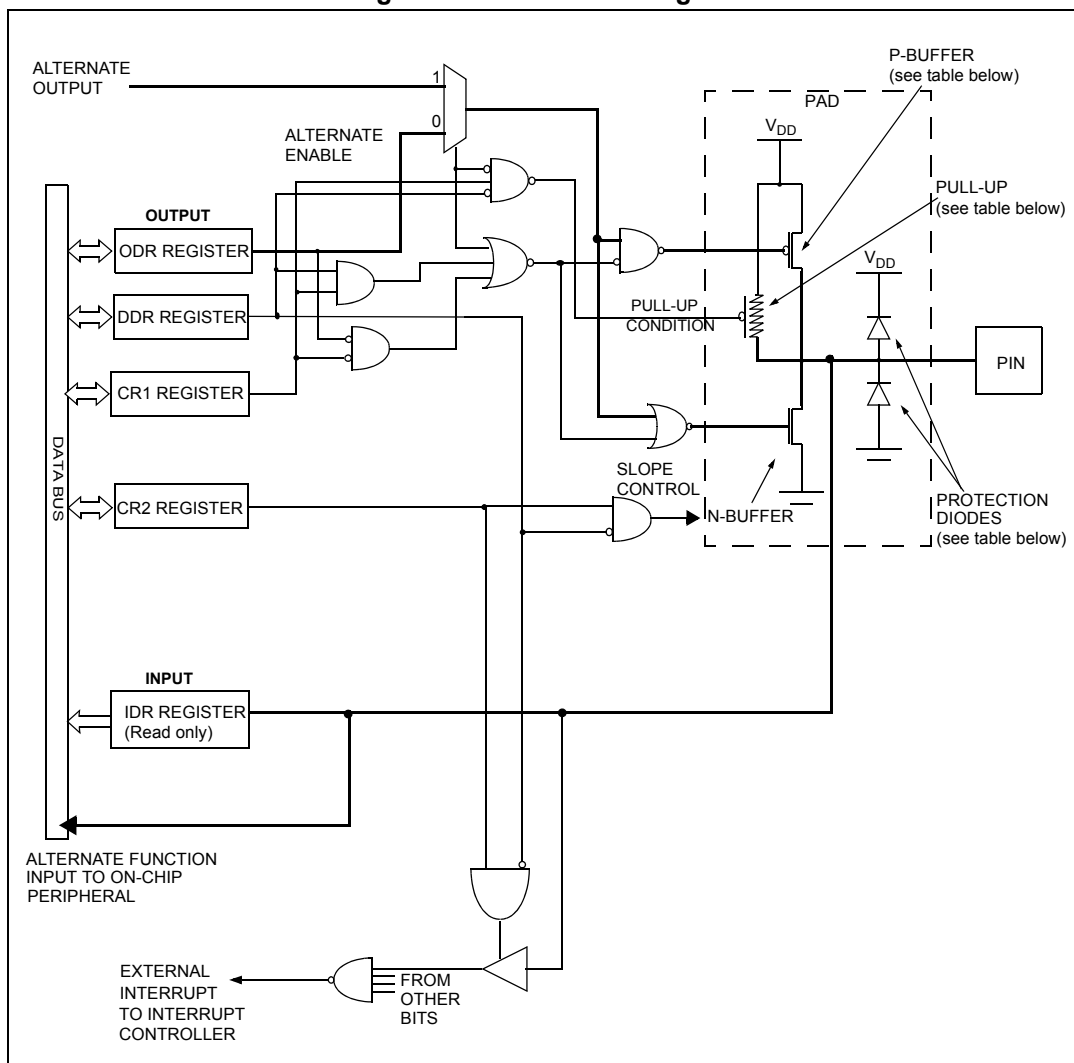 ALTERNATE
OUTPUT
1
0
ALTERNATE
ENABLE
P-BUFFER
(see table below)
PAD
VDD
PULL-UP
(see table below)
OUTPUT
ODR REGISTER
DDR REGISTER
CR1 REGISTER
CR2 REGISTER
DATA BUS
PULL-UP
CONDITION
VDD
PIN
SLOPE
CONTROL
N-BUFFER
PROTECTION
DIODES
(see table below)
INPUT
IDR REGISTER
(Read only)
ALTERNATE FUNCTION
INPUT TO ON-CHIP
PERIPHERAL
EXTERNAL
INTERRUPT
TO INTERRUPT
CONTROLLER
FROM
OTHER
BITS